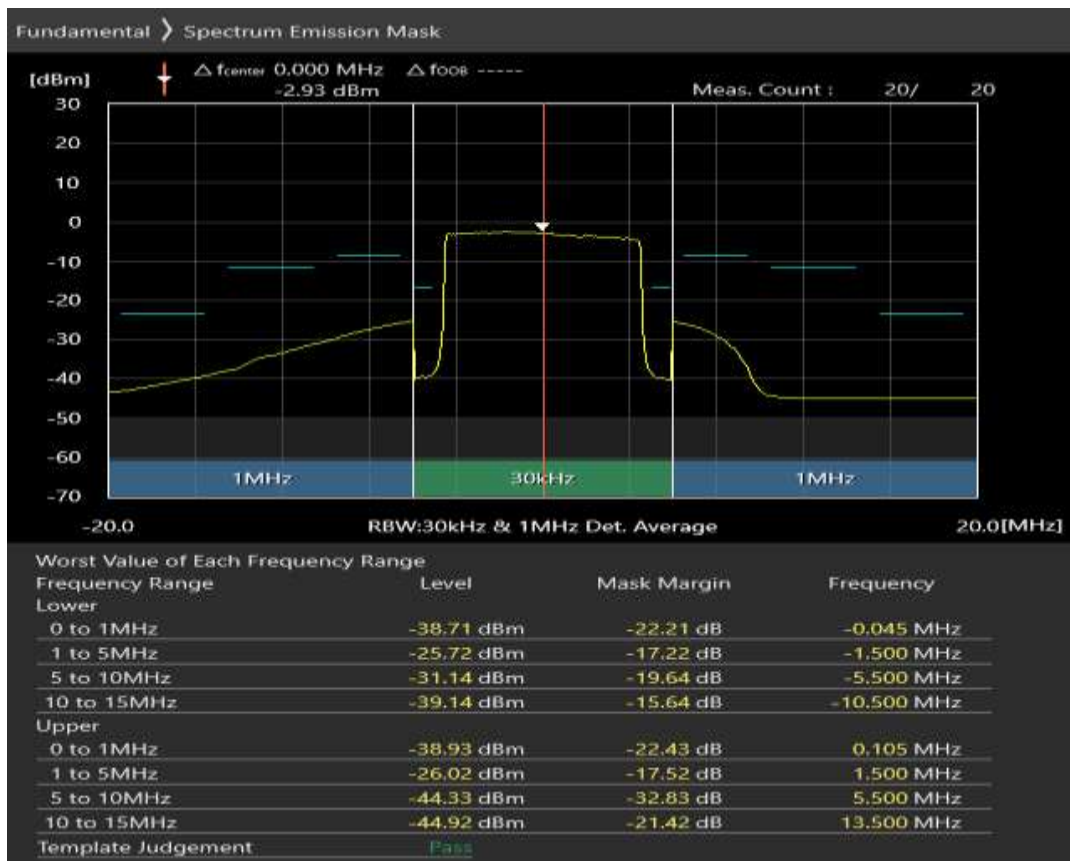 Fundamental 〉 Spectrum Emission Mask
[dBm] △ fcenter 0.000 MHz △ fOOB -----
-2.93 dBm Meas. Count : 20/ 20
30
20
10
0
-10
-20
-30
-40
-50
-60
1MHz 30kHz 1MHz
-70
-20.0 RBW:30kHz & 1MHz Det. Average 20.0[MHz]
Worst Value of Each Frequency Range
Frequency Range Level Mask Margin Frequency
Lower
0 to 1MHz -38.71 dBm -22.21 dB -0.045 MHz
1 to 5MHz -25.72 dBm -17.22 dB -1.500 MHz
5 to 10MHz -31.14 dBm -19.64 dB -5.500 MHz
10 to 15MHz -39.14 dBm -15.64 dB -10.500 MHz
Upper
0 to 1MHz -38.93 dBm -22.43 dB 0.105 MHz
1 to 5MHz -26.02 dBm -17.52 dB 1.500 MHz
5 to 10MHz -44.33 dBm -32.83 dB 5.500 MHz
10 to 15MHz -44.92 dBm -21.42 dB 13.500 MHz
Template Judgement Pass